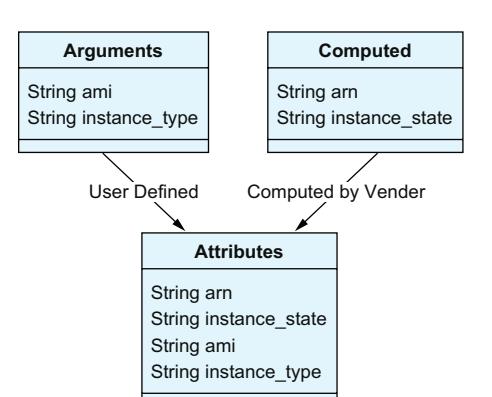 Arguments
String ami
String instance_type
Computed
String arn
String instance_state
User Defined
Computed by Vender
Attributes
String arn
String instance_state
String ami
String instance_type